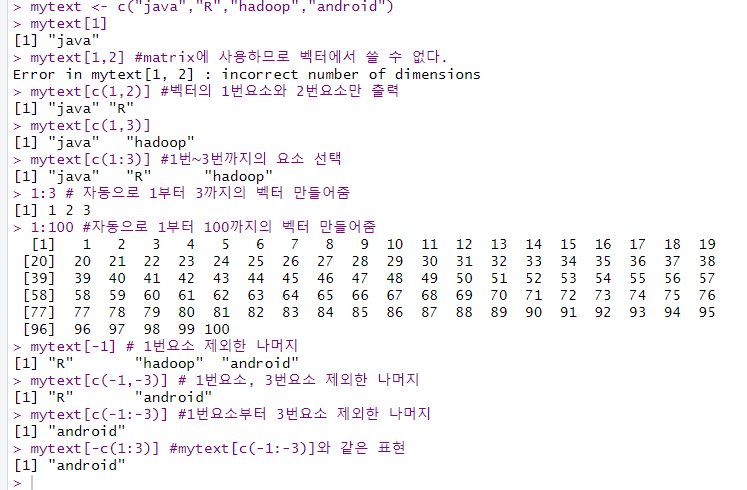 > mytext <- c("java","R","hadoop","android")
> mytext[1]
[1] "java"
> mytext[1,2] #matrix에 사용하므로 벡터에서 쓸 수 없다.
Error in mytext[1, 2] : incorrect number of dimensions
> mytext[c(1,2)] #벡터의 1번요소와 2번요소만 출력
[1] "java" "R"
> mytext[c(1,3)]
[1] "java"   "hadoop"
> mytext[c(1:3)] #1번~3번까지의 요소 선택
[1] "java"   "R"      "hadoop"
> 1:3 # 자동으로 1부터 3까지의 벡터 만들어줌
[1] 1 2 3
> 1:100 #자동으로 1부터 100까지의 벡터 만들어줌
  [1]   1   2   3   4   5   6   7   8   9  10  11  12  13  14  15  16  17  18  19
 [20]  20  21  22  23  24  25  26  27  28  29  30  31  32  33  34  35  36  37  38
 [39]  39  40  41  42  43  44  45  46  47  48  49  50  51  52  53  54  55  56  57
 [58]  58  59  60  61  62  63  64  65  66  67  68  69  70  71  72  73  74  75  76
 [77]  77  78  79  80  81  82  83  84  85  86  87  88  89  90  91  92  93  94  95
 [96]  96  97  98  99 100
> mytext[-1] # 1번요소 제외한 나머지
[1] "R"       "hadoop"  "android"
> mytext[c(-1,-3)] # 1번요소, 3번요소 제외한 나머지
[1] "R"       "android"
> mytext[c(-1:-3)] #1번요소부터 3번요소 제외한 나머지
[1] "android"
> mytext[-c(1:3)] #mytext[c(-1:-3)]와 같은 표현
[1] "android"
>